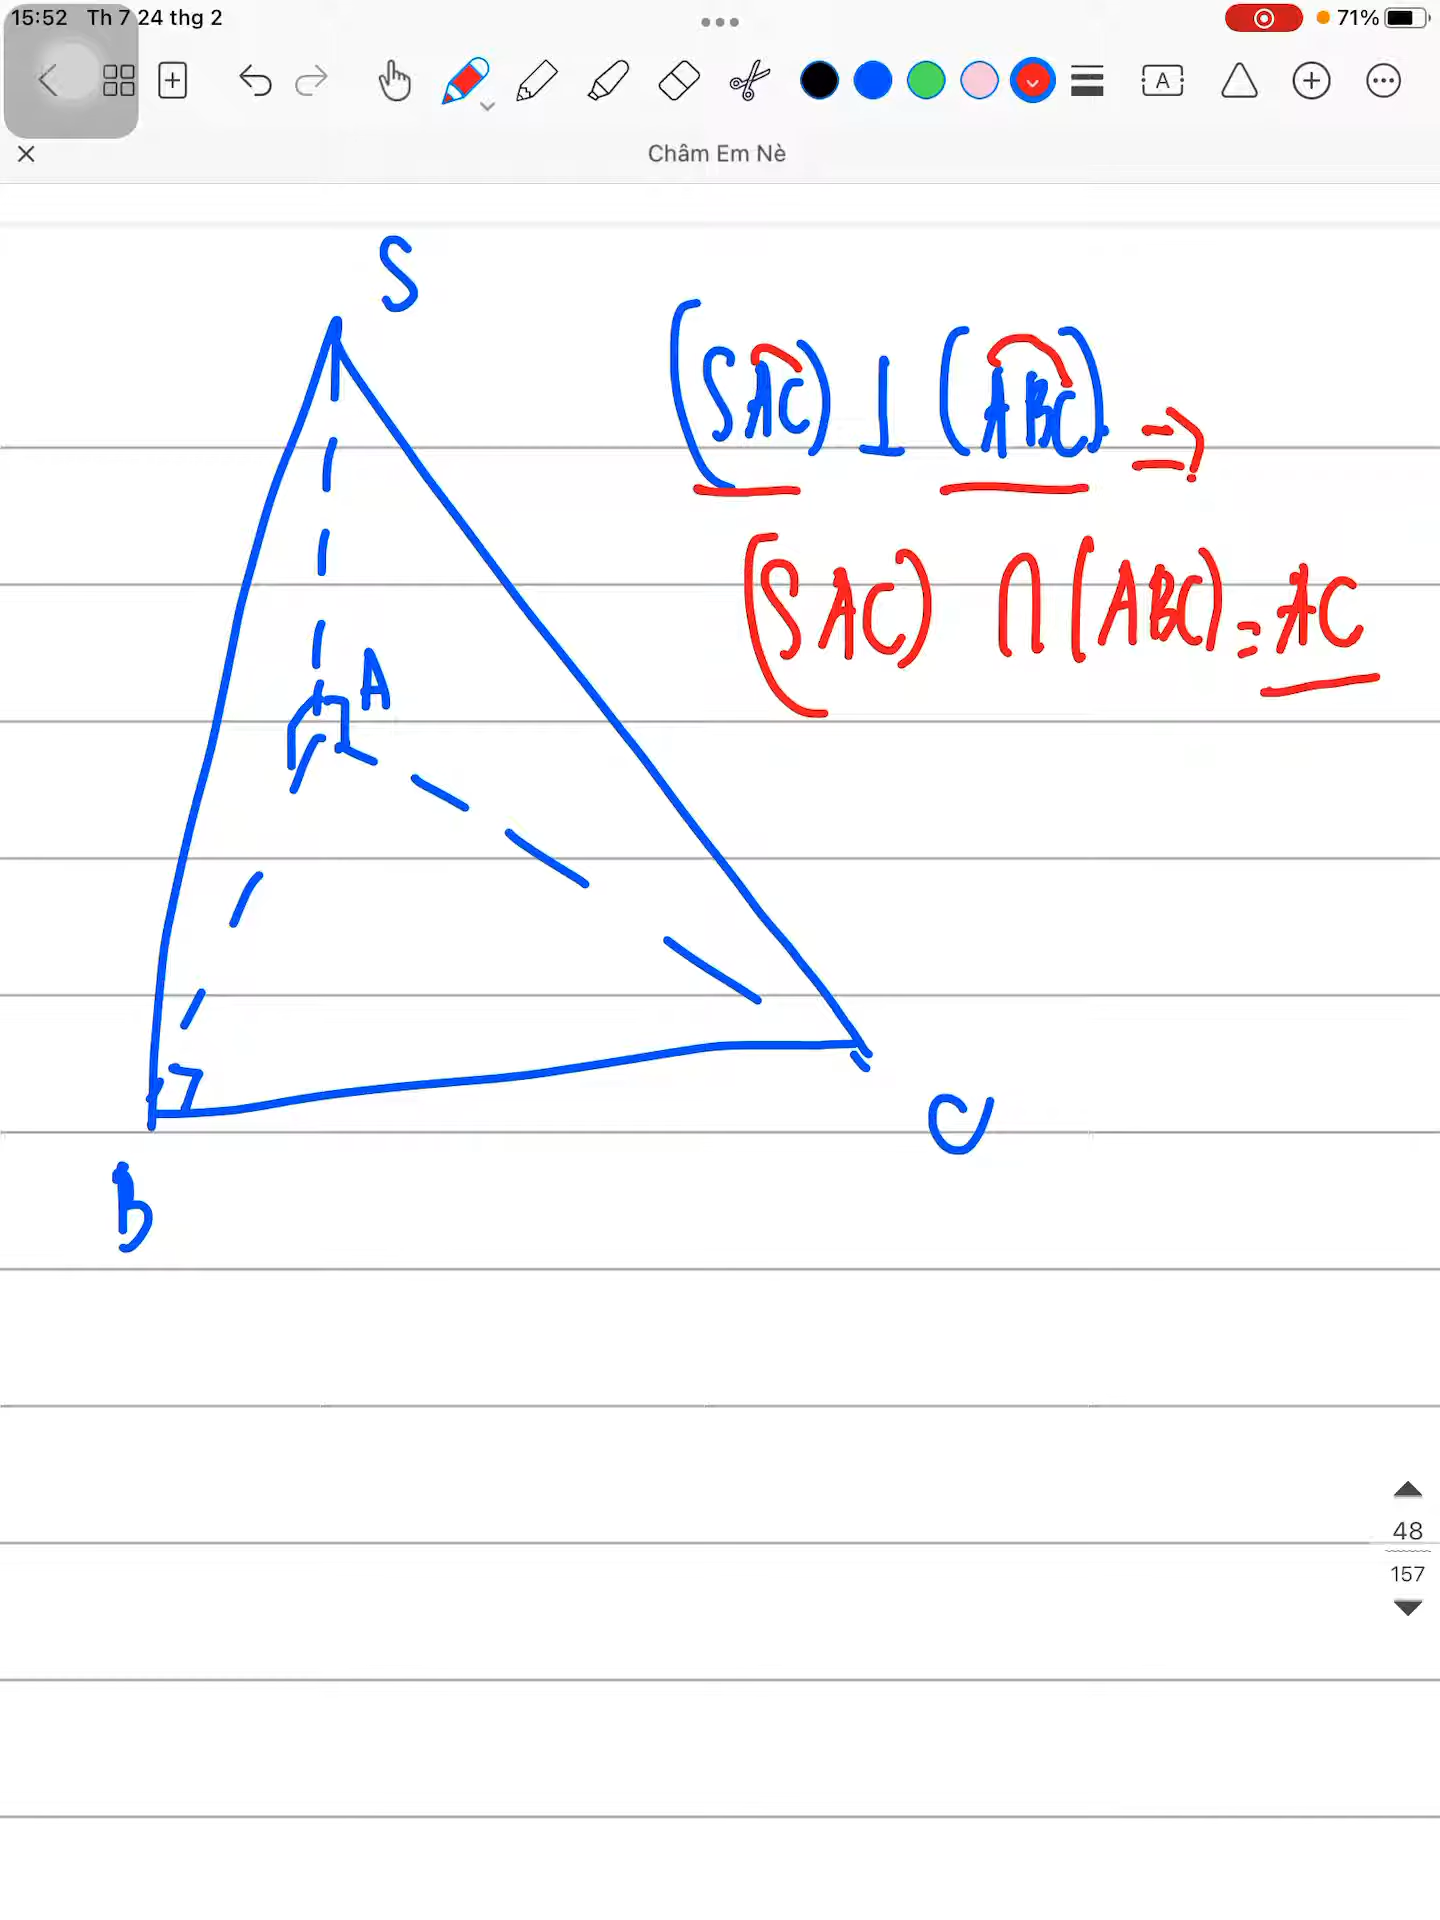 15:52 Th 7 24 thg 2
71%
A
Châm Em Nè
S
(SAC) ⊥ (ABC) ⇒
(SAC) ∩ (ABC) = AC
A
C
B
48
157